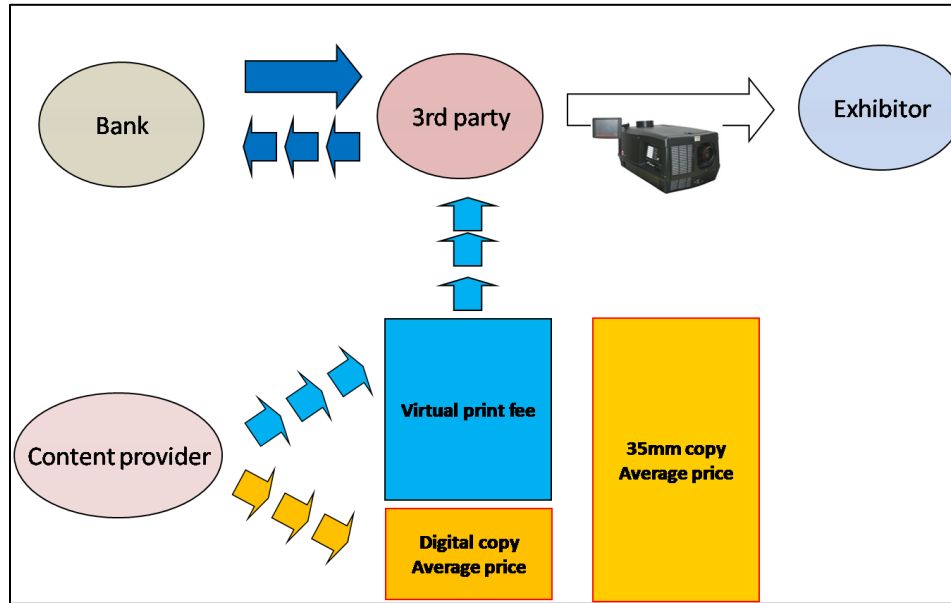 Bank
3rd party
Exhibitor
Content provider
Virtual print fee
35mm copy
Average price
Digital copy
Average price